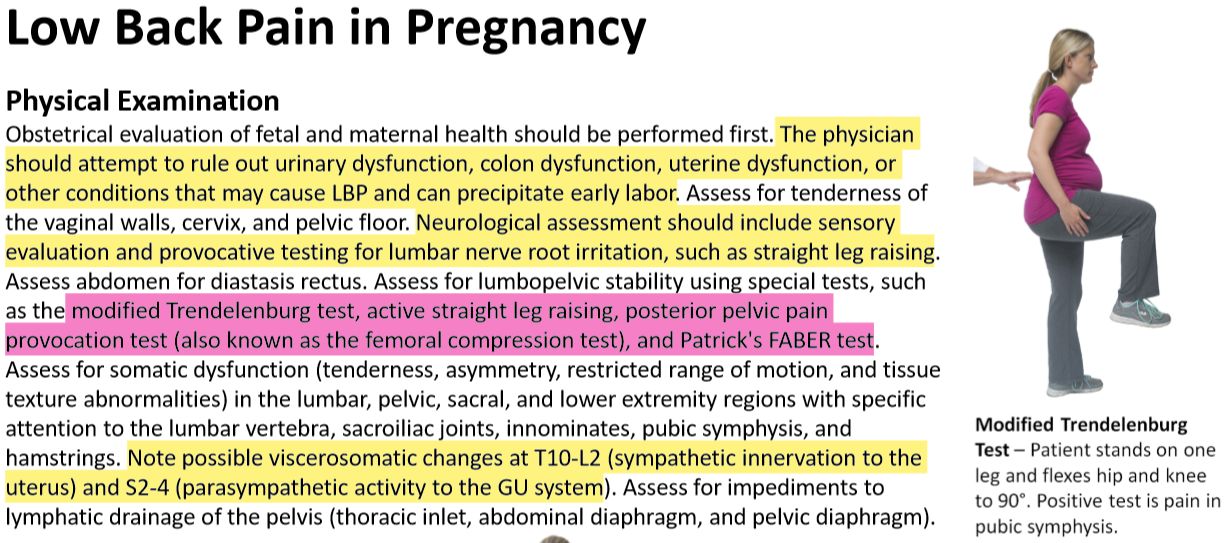 Low Back Pain in Pregnancy
Physical Examination
Obstetrical evaluation of fetal and maternal health should be performed first. The physician
should attempt to rule out urinary dysfunction, colon dysfunction, uterine dysfunction, or
other conditions that may cause LBP and can precipitate early labor. Assess for tenderness of
the vaginal walls, cervix, and pelvic floor. Neurological assessment should include sensory
evaluation and provocative testing for lumbar nerve root irritation, such as straight leg raising.
Assess abdomen for diastasis rectus. Assess for lumbopelvic stability using special tests, such
as the modified Trendelenburg test, active straight leg raising, posterior pelvic pain
provocation test (also known as the femoral compression test), and Patrick's FABER test.
Assess for somatic dysfunction (tenderness, asymmetry, restricted range of motion, and tissue
texture abnormalities) in the lumbar, pelvic, sacral, and lower extremity regions with specific
attention to the lumbar vertebra, sacroiliac joints, innominates, pubic symphysis, and
hamstrings. Note possible viscerosomatic changes at T10-L2 (sympathetic innervation to the
uterus) and S2-4 (parasympathetic activity to the GU system). Assess for impediments to
lymphatic drainage of the pelvis (thoracic inlet, abdominal diaphragm, and pelvic diaphragm).
Modified Trendelenburg
Test – Patient stands on one
leg and flexes hip and knee
to 90°. Positive test is pain in
pubic symphysis.